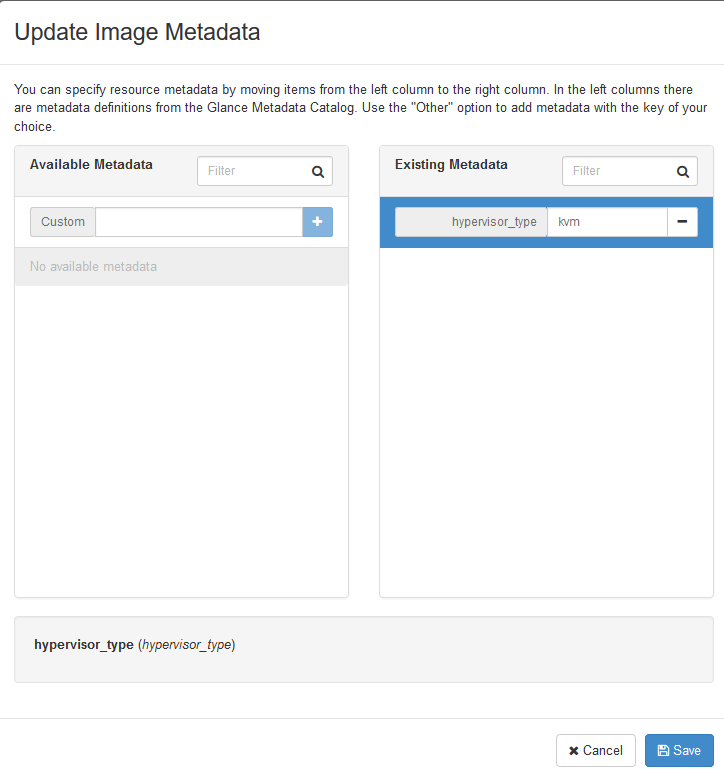 Update Image Metadata
You can specify resource metadata by moving items from the left column to the right column. In the left columns there
are metadata definitions from the Glance Metadata Catalog. Use the "Other" option to add metadata with the key of your
choice.
Available Metadata
Filter
Custom
No available metadata
Existing Metadata
Filter
hypervisor_type kvm
hypervisor_type (hypervisor_type)
Cancel
Save